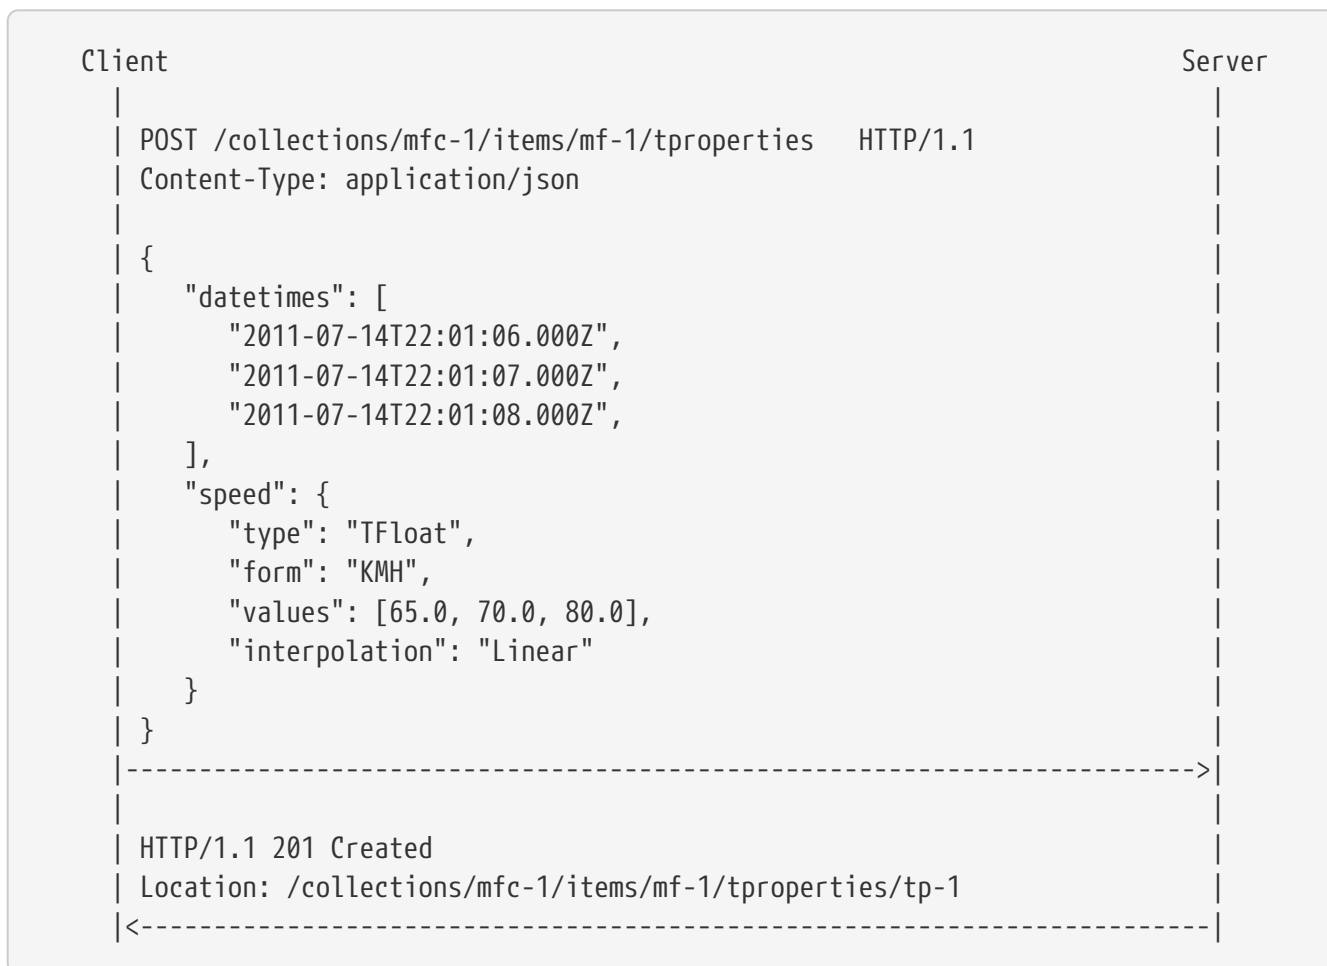 Client Server
|  |
| POST /collections/mfc-1/items/mf-1/tproperties   HTTP/1.1 |
| Content-Type: application/json |
|  |
| { |
|    "datetimes": [ |
|       "2011-07-14T22:01:06.000Z", |
|       "2011-07-14T22:01:07.000Z", |
|       "2011-07-14T22:01:08.000Z", |
|    ], |
|    "speed": { |
|       "type": "TFloat", |
|       "form": "KMH", |
|       "values": [65.0, 70.0, 80.0], |
|       "interpolation": "Linear" |
|    } |
| } |
|------------------------------------------------------------------------->|
|  |
| HTTP/1.1 201 Created |
| Location: /collections/mfc-1/items/mf-1/tproperties/tp-1 |
|<-------------------------------------------------------------------------|